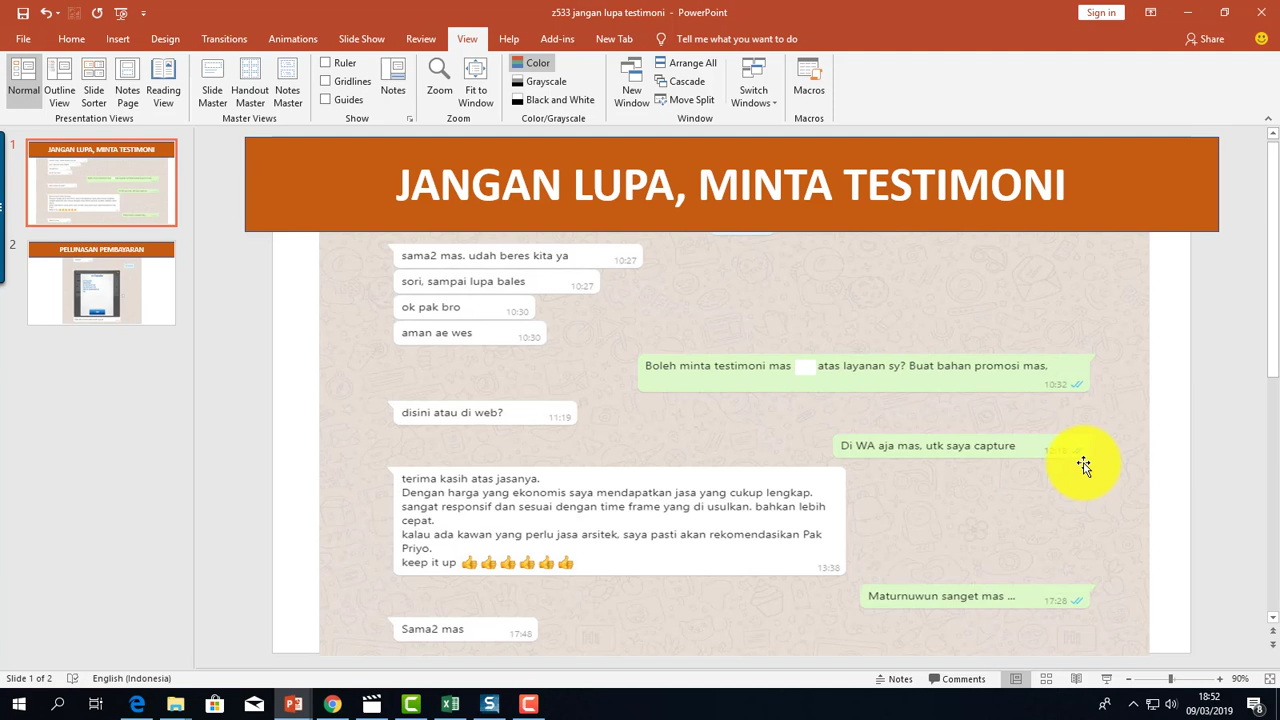 z533 jangan lupa testimoni - PowerPoint
Sign in
File Home Insert Design Transitions Animations Slide Show Review View Help Add-ins New Tab Tell me what you want to do Share
Normal Outline View Slide Sorter Notes Page Reading View
Presentation Views
Slide Master Handout Master Notes Master
Master Views
Ruler
Gridlines
Guides
Show
Notes
Zoom Fit to Window
Zoom
Color
Grayscale
Black and White
Color/Grayscale
New Window
Arrange All
Cascade
Move Split
Switch Windows
Window
Macros
Macros
1
JANGAN LUPA, MINTA TESTIMONI
2
PELUNASAN PEMBAYARAN
JANGAN LUPA, MINTA TESTIMONI
sama2 mas. udah beres kita ya 10:27
sori, sampai lupa bales 10:27
ok pak bro 10:30
aman ae wes 10:30
Boleh minta testimoni mas atas layanan sy? Buat bahan promosi mas,
10:32
disini atau di web? 11:19
Di WA aja mas, utk saya capture
terima kasih atas jasanya.
Dengan harga yang ekonomis saya mendapatkan jasa yang cukup lengkap.
sangat responsif dan sesuai dengan time frame yang di usulkan. bahkan lebih
cepat.
kalau ada kawan yang perlu jasa arsitek, saya pasti akan rekomendasikan Pak
Priyo.
keep it up 👍👍👍👍👍👍 13:38
Maturnuwun sanget mas ... 17:28
Sama2 mas 17:48
Slide 1 of 2 English (Indonesia) Notes Comments 90%
18:52
09/03/2019